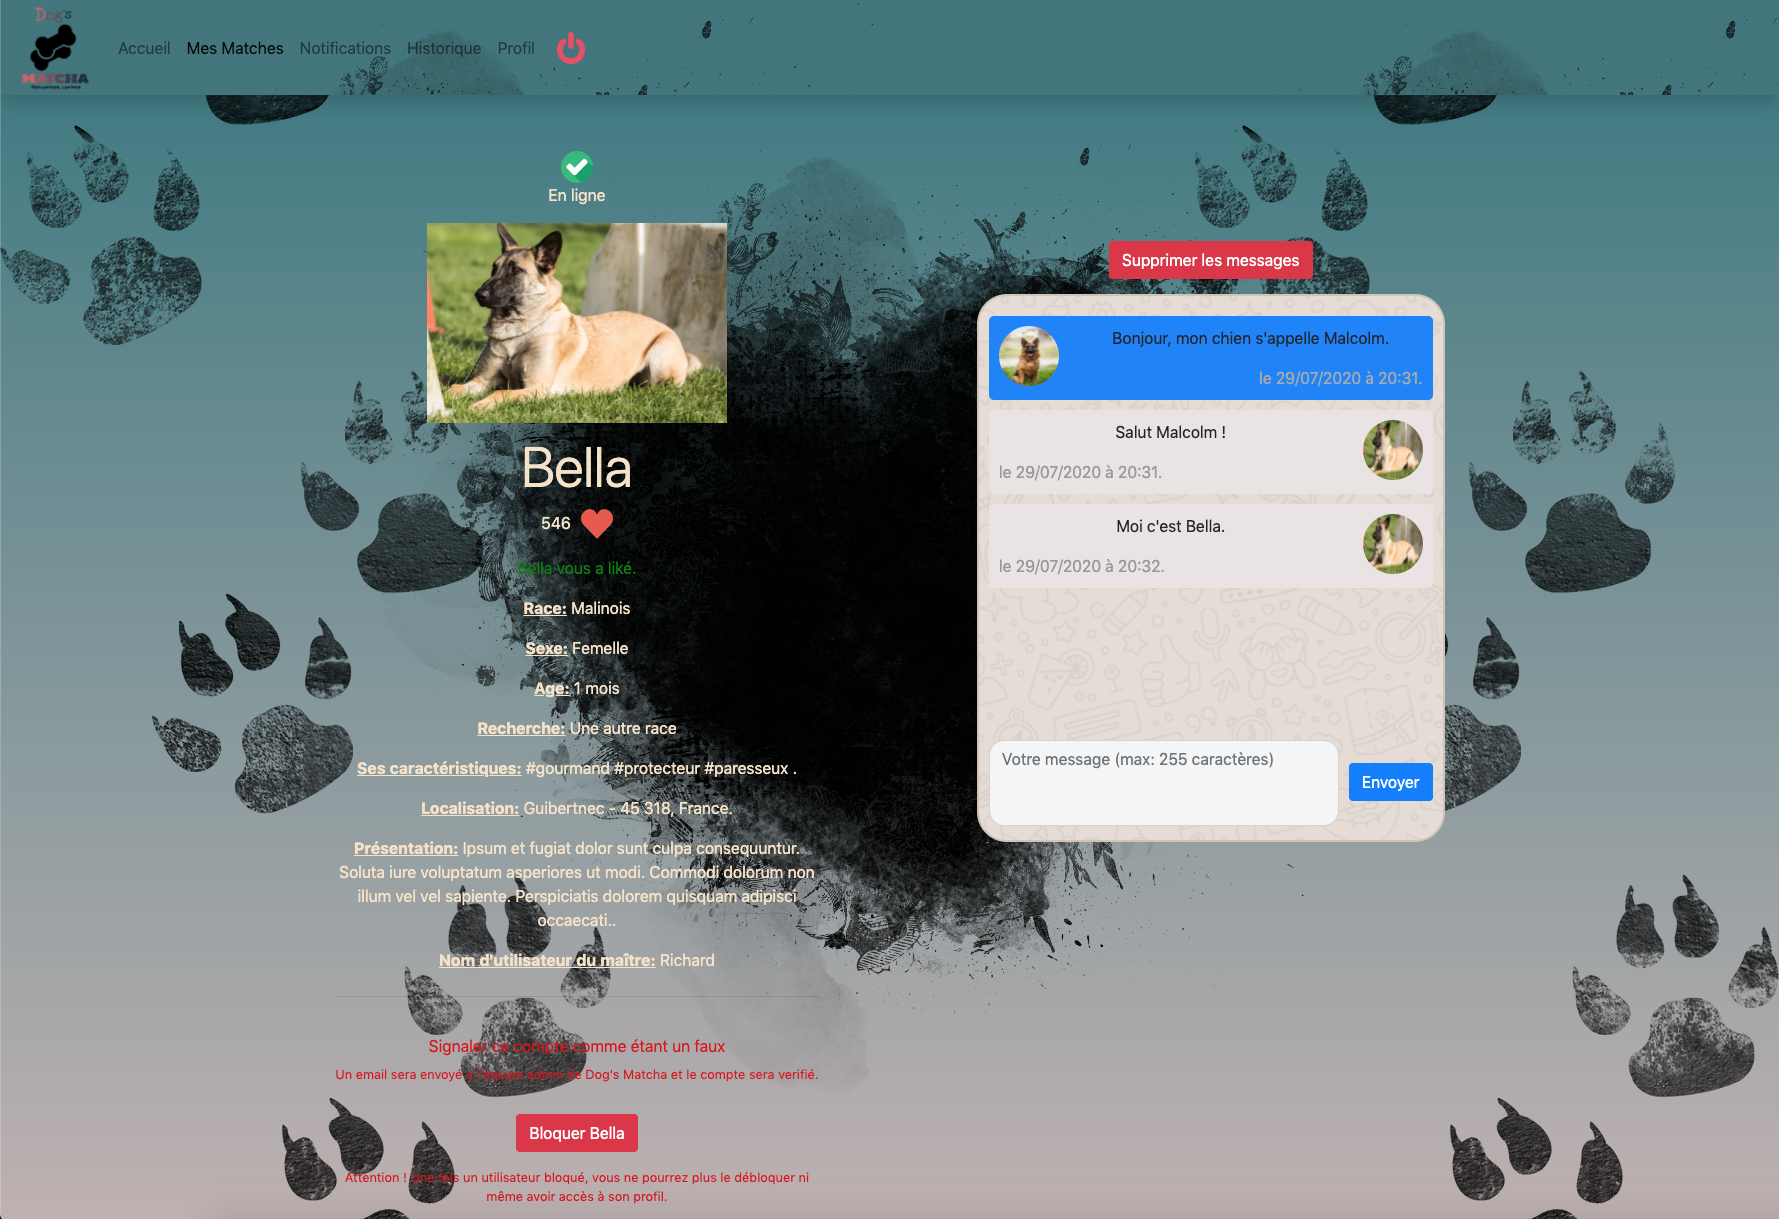 Dog's
MATCHA
Rencontres canines
Accueil Mes Matches Notifications Historique Profil
En ligne
Bella
546
Bella vous a liké.
Race: Malinois
Sexe: Femelle
Age: 1 mois
Recherche: Une autre race
Ses caractéristiques: #gourmand #protecteur #paresseux .
Localisation: Guibertnec - 45 318, France.
Présentation: Ipsum et fugiat dolor sunt culpa consequuntur.
Soluta iure voluptatum asperiores ut modi. Commodi dolorum non
illum vel vel sapiente. Perspiciatis dolorem quisquam adipisci
occaecati..
Nom d'utilisateur du maître: Richard
Signaler ce compte comme étant un faux
Un email sera envoyé à l'équipe admin de Dog's Matcha et le compte sera verifié.
Bloquer Bella
Attention ! Une fois un utilisateur bloqué, vous ne pourrez plus le débloquer ni
même avoir accès à son profil.
Supprimer les messages
Bonjour, mon chien s'appelle Malcolm.
le 29/07/2020 à 20:31.
Salut Malcolm !
le 29/07/2020 à 20:31.
Moi c'est Bella.
le 29/07/2020 à 20:32.
Votre message (max: 255 caractères)
Envoyer